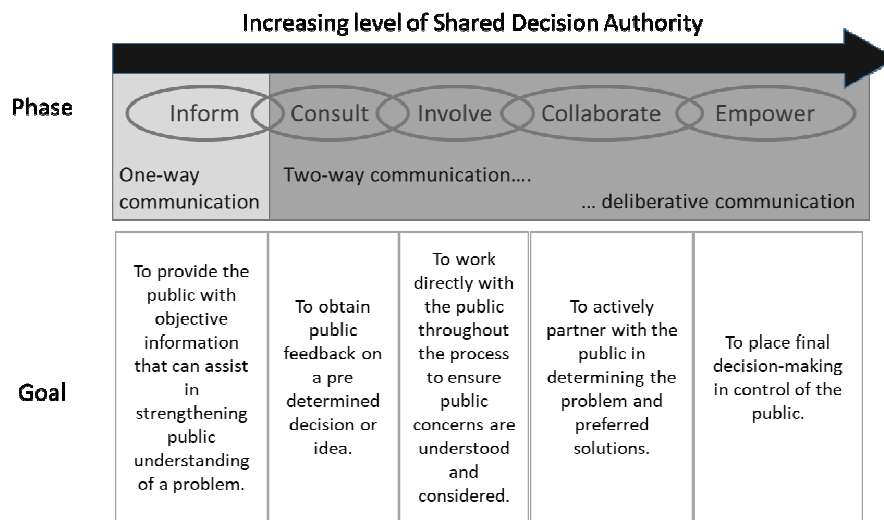 Increasing level of Shared Decision Authority
Phase
Inform
Consult
Involve
Collaborate
Empower
One-way
communication
Two-way communication....
... deliberative communication
Goal
To provide the
public with
objective
information
that can assist
in
strengthening
public
understanding
of a problem.
To obtain
public
feedback on
a pre
determined
decision or
idea.
To work
directly with
the public
throughout
the process
to ensure
public
concerns are
understood
and
considered.
To actively
partner with the
public in
determining the
problem and
preferred
solutions.
To place final
decision-making
in control of the
public.